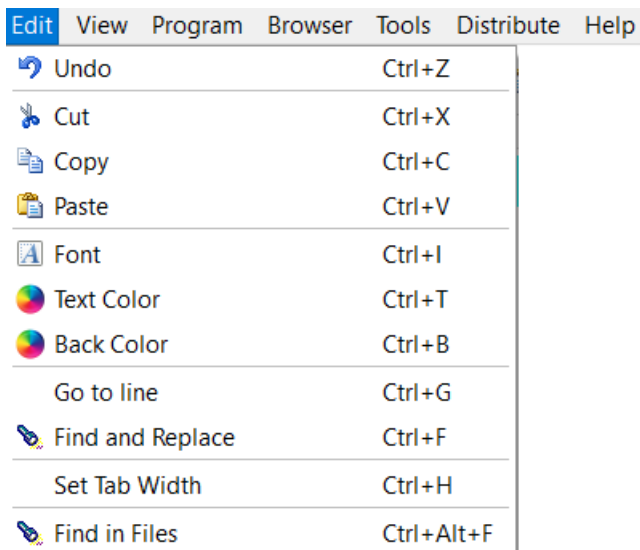 Edit View Program Browser Tools Distribute Help
Undo Ctrl+Z
Cut Ctrl+X
Copy Ctrl+C
Paste Ctrl+V
Font Ctrl+I
Text Color Ctrl+T
Back Color Ctrl+B
Go to line Ctrl+G
Find and Replace Ctrl+F
Set Tab Width Ctrl+H
Find in Files Ctrl+Alt+F